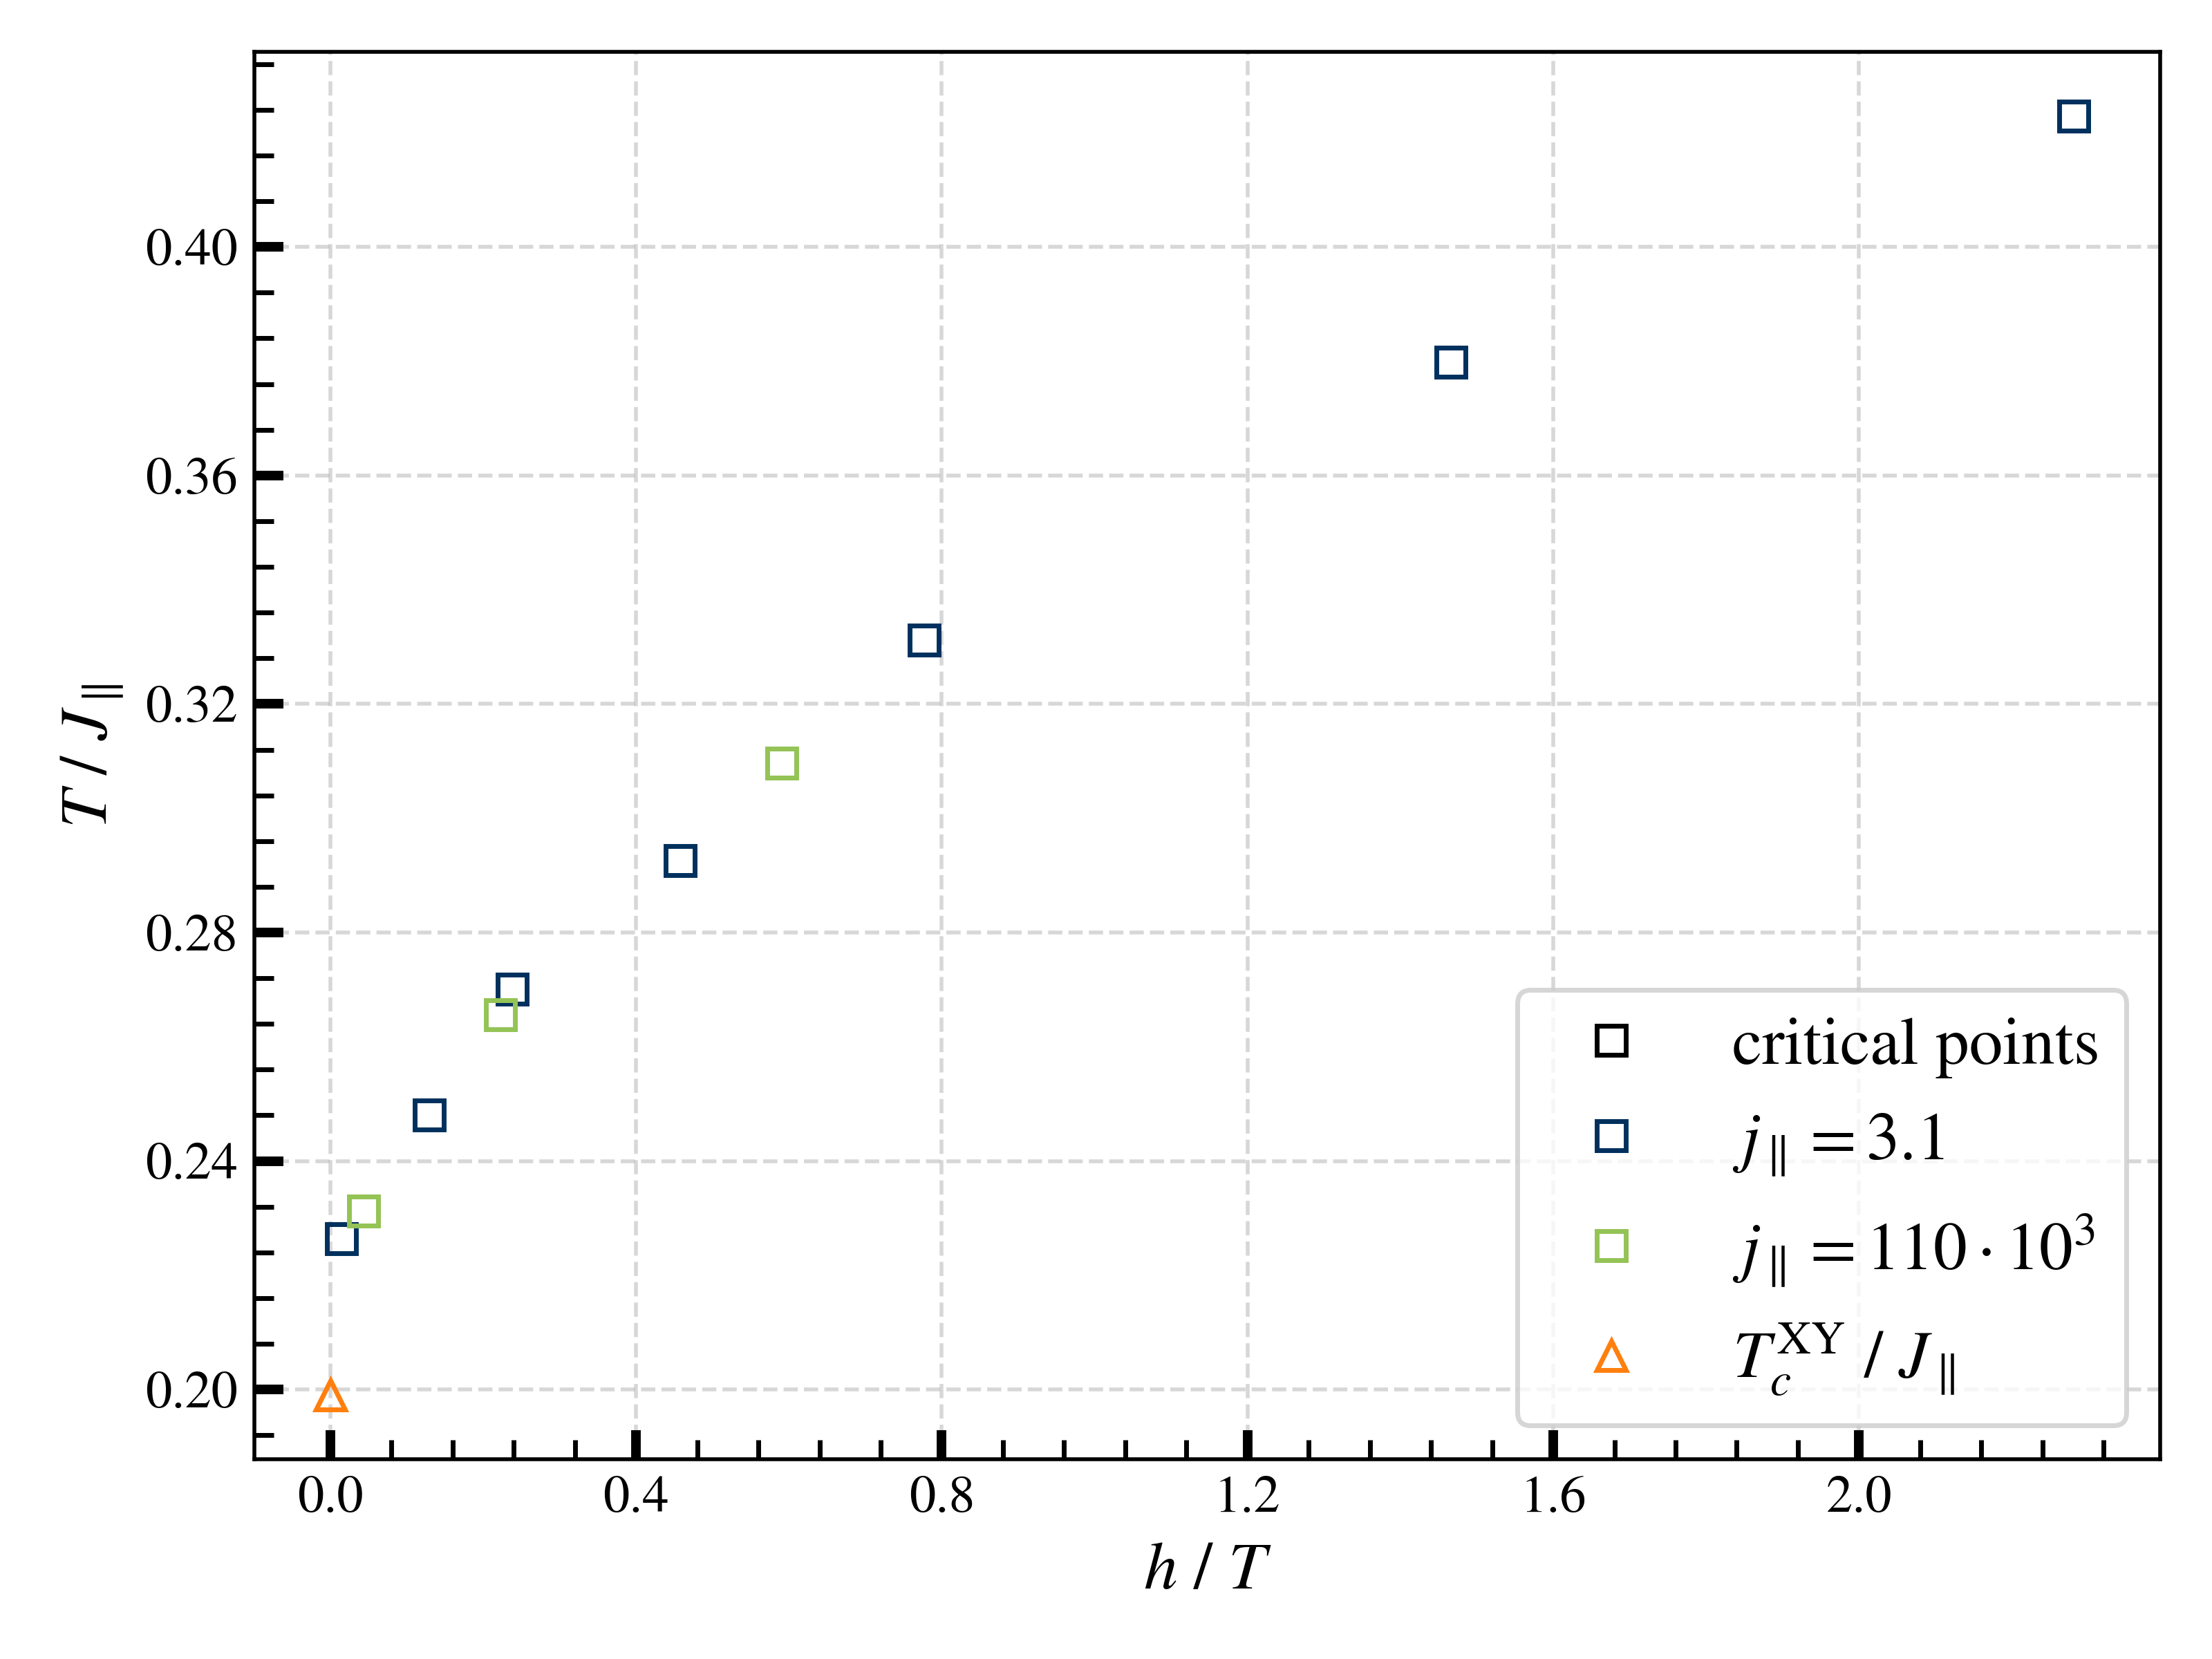 0.40
0.36
0.32
0.28
0.24
0.20
T / J∥
0.0 0.4 0.8 1.2 1.6 2.0
h / T
critical points
j∥ = 3.1
j∥ = 110 · 10³
T_c^XY / J∥